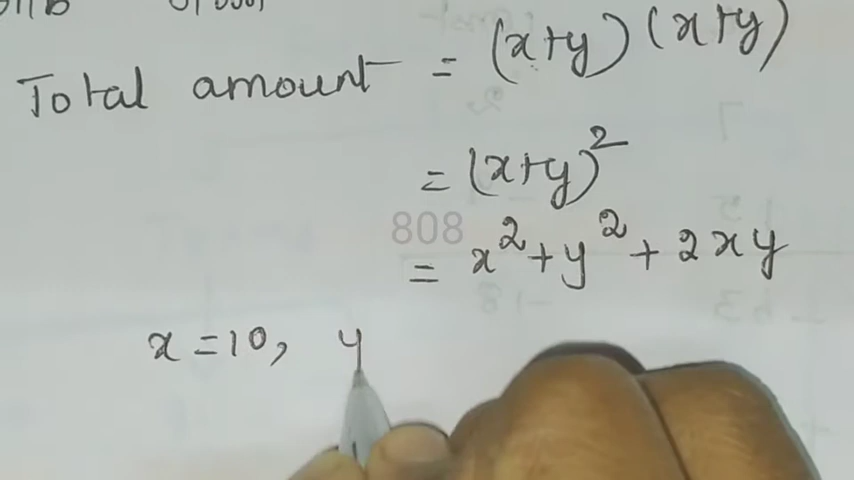 Total amount = (x+y) (x+y)
= (x+y)²
808
= x² + y² + 2xy
x = 10, y